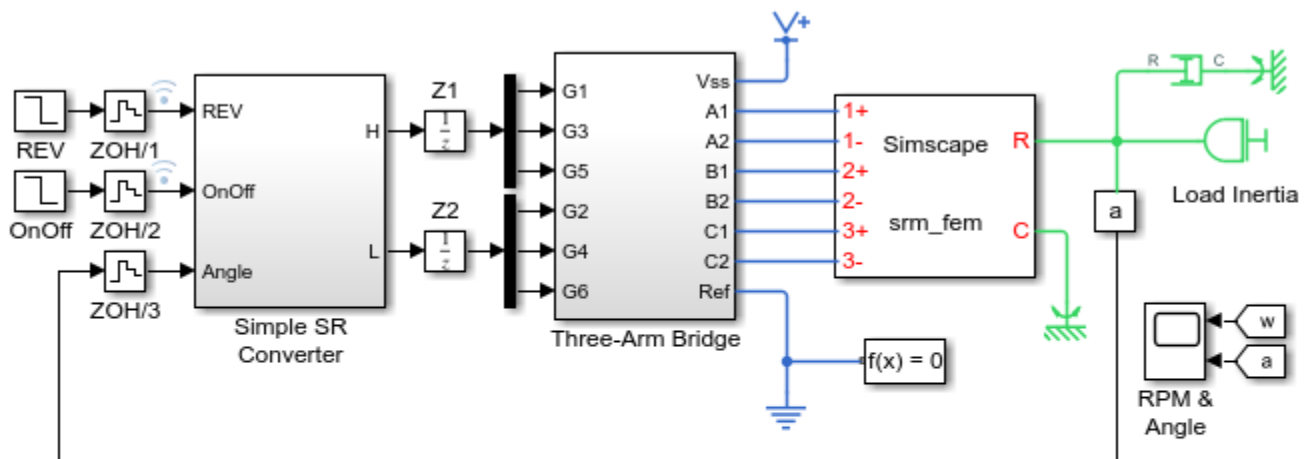 REV
ZOH/1
OnOff
ZOH/2
ZOH/3
REV
OnOff
Angle
H
L
Simple SR
Converter
Z1
1
z
Z2
1
z
G1
G3
G5
G2
G4
G6
Vss
A1
A2
B1
B2
C1
C2
Ref
Three-Arm Bridge
V+
f(x) = 0
1+
1-
2+
2-
3+
3-
Simscape
srm_fem
R
C
R
C
Load Inertia
a
w
a
RPM &
Angle